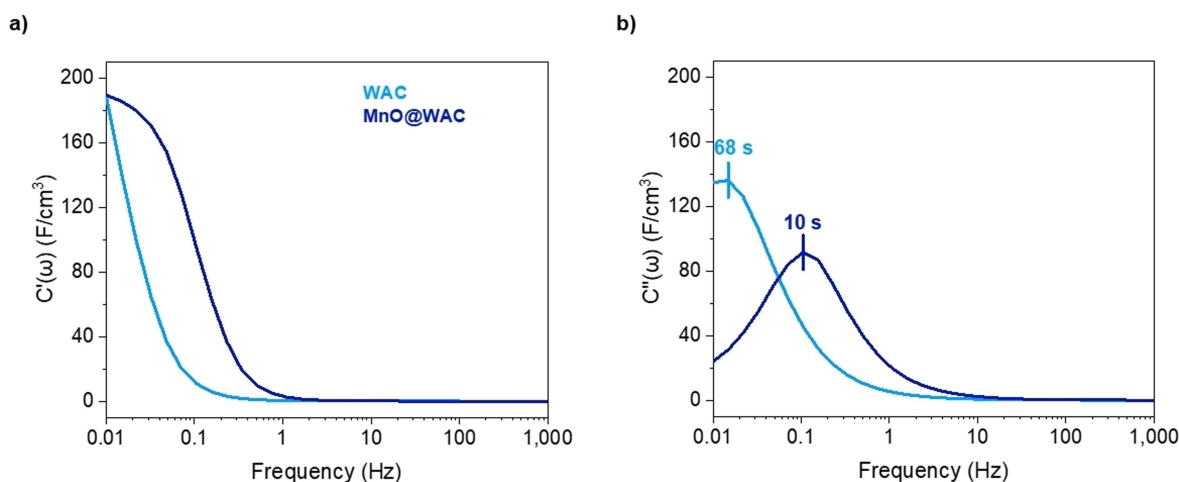 a)
200
160
120
80
40
0
C'(ω) (F/cm³)
WAC
MnO@WAC
0.01 0.1 1 10 100 1,000
Frequency (Hz)
b)
200
160
120
80
40
0
C"(ω) (F/cm³)
68 s
10 s
0.01 0.1 1 10 100 1,000
Frequency (Hz)